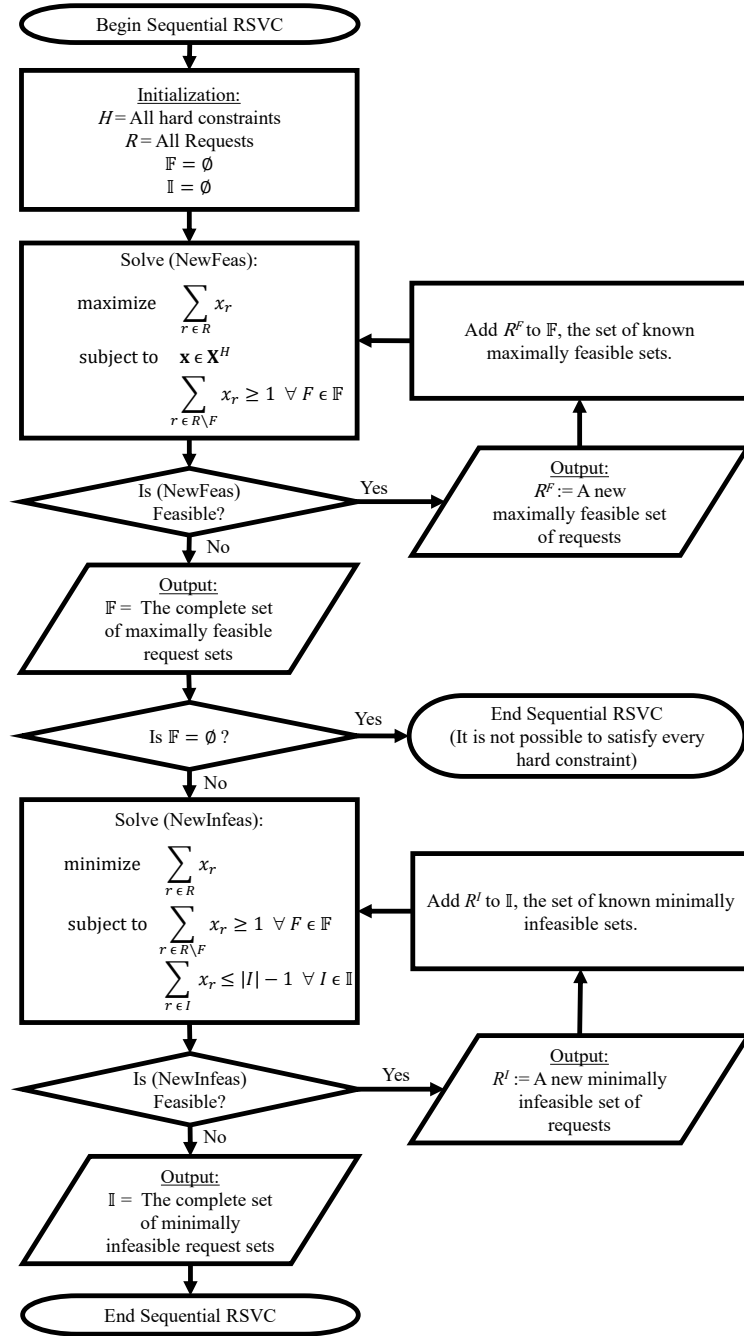 Begin Sequential RSVC
Initialization:
H = All hard constraints
R = All Requests
𝔽 = ∅
𝕀 = ∅
Solve (NewFeas):
maximize ∑ x_r
r ∈ R
subject to 𝐱 ϵ 𝐗^H
∑ x_r ≥ 1 ∀ F ϵ 𝔽
r ∈ R\F
Add R^F to 𝔽, the set of known
maximally feasible sets.
Is (NewFeas)
Feasible?
Yes
Output:
R^F := A new
maximally feasible set
of requests
No
Output:
𝔽 = The complete set
of maximally feasible
request sets
Is 𝔽 = ∅ ?
Yes
End Sequential RSVC
(It is not possible to satisfy every
hard constraint)
No
Solve (NewInfeas):
minimize ∑ x_r
r ∈ R
subject to ∑ x_r ≥ 1 ∀ F ϵ 𝔽
r ∈ R\F
∑ x_r ≤ |I| − 1 ∀ I ϵ 𝕀
r ∈ I
Add R^I to 𝕀, the set of known minimally
infeasible sets.
Is (NewInfeas)
Feasible?
Yes
Output:
R^I := A new minimally
infeasible set of
requests
No
Output:
𝕀 = The complete set
of minimally
infeasible request sets
End Sequential RSVC